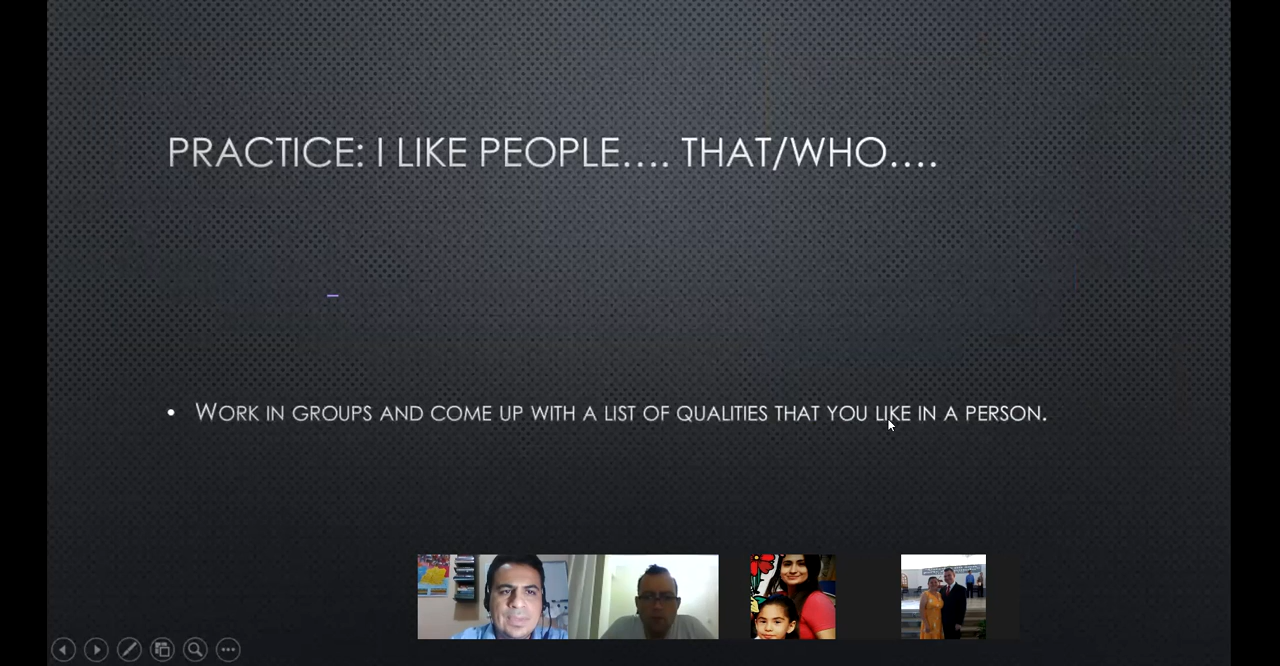 PRACTICE: I LIKE PEOPLE.... THAT/WHO....
• WORK IN GROUPS AND COME UP WITH A LIST OF QUALITIES THAT YOU LIKE IN A PERSON.